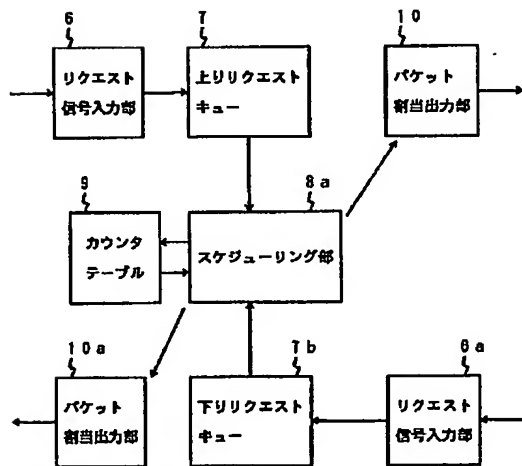 6
リクエスト
信号入力部
7
上りリクエスト
キュー
10
パケット
割当出力部
9
カウンタ
テーブル
8a
スケジューリング部
10a
パケット
割当出力部
7b
下りリクエスト
キュー
6a
リクエスト
信号入力部